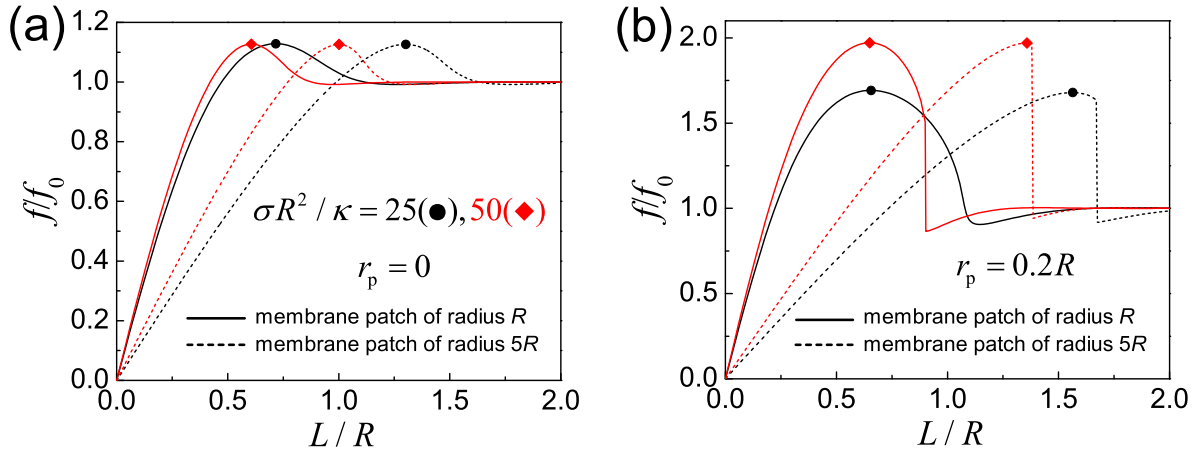 (a)
1.2
1.0
0.8
0.6
0.4
0.2
0.0
f/f₀
σR² / κ = 25(●), 50(◆)
rₚ = 0
membrane patch of radius R
membrane patch of radius 5R
0.0 0.5 1.0 1.5 2.0
L / R
(b)
2.0
1.5
1.0
0.5
0.0
f/f₀
rₚ = 0.2R
membrane patch of radius R
membrane patch of radius 5R
0.0 0.5 1.0 1.5 2.0
L / R